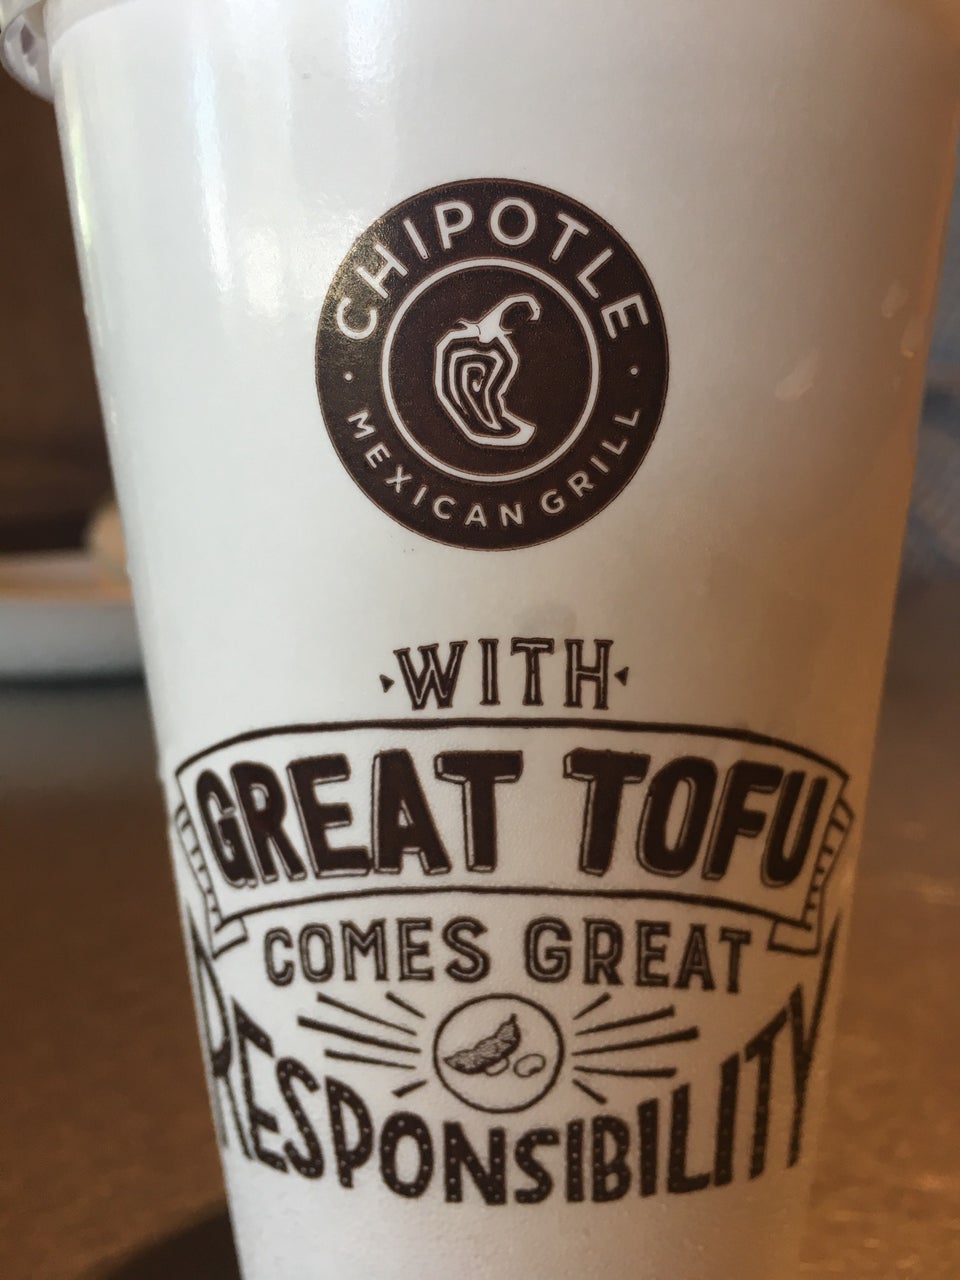 CHIPOTLE
MEXICAN GRILL
WITH
GREAT TOFU
COMES GREAT
RESPONSIBILITY